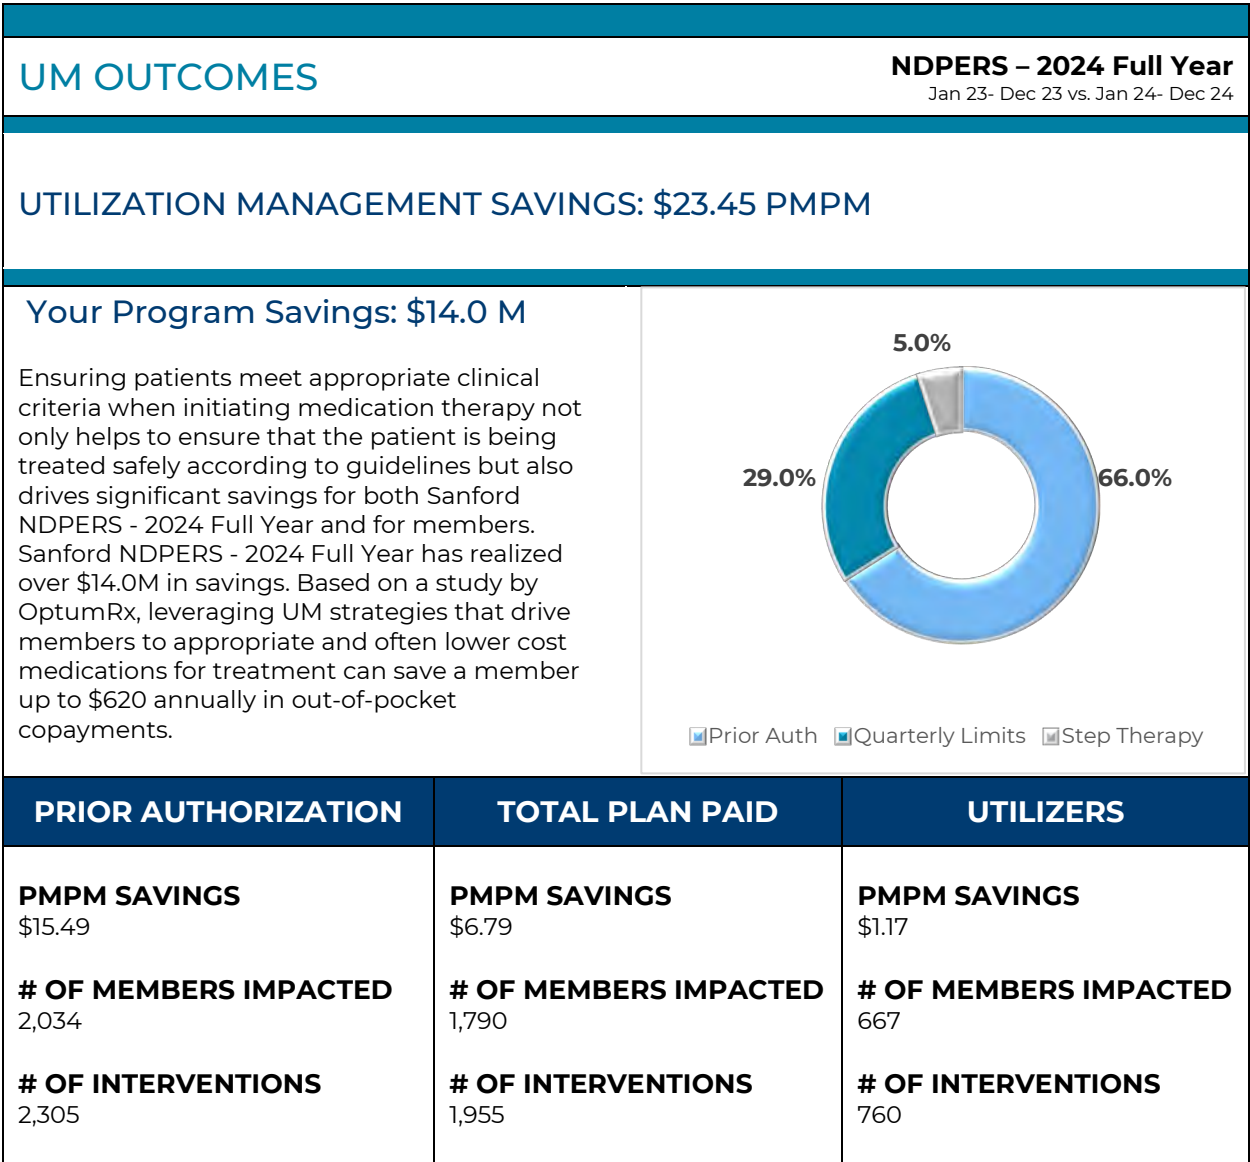 UM OUTCOMES
NDPERS – 2024 Full Year
Jan 23- Dec 23 vs. Jan 24- Dec 24
UTILIZATION MANAGEMENT SAVINGS: $23.45 PMPM
Your Program Savings: $14.0 M
Ensuring patients meet appropriate clinical
criteria when initiating medication therapy not
only helps to ensure that the patient is being
treated safely according to guidelines but also
drives significant savings for both Sanford
NDPERS - 2024 Full Year and for members.
Sanford NDPERS - 2024 Full Year has realized
over $14.0M in savings. Based on a study by
OptumRx, leveraging UM strategies that drive
members to appropriate and often lower cost
medications for treatment can save a member
up to $620 annually in out-of-pocket
copayments.
5.0%
29.0%
66.0%
Prior Auth Quarterly Limits Step Therapy
PRIOR AUTHORIZATION
PMPM SAVINGS
$15.49
# OF MEMBERS IMPACTED
2,034
# OF INTERVENTIONS
2,305
TOTAL PLAN PAID
PMPM SAVINGS
$6.79
# OF MEMBERS IMPACTED
1,790
# OF INTERVENTIONS
1,955
UTILIZERS
PMPM SAVINGS
$1.17
# OF MEMBERS IMPACTED
667
# OF INTERVENTIONS
760